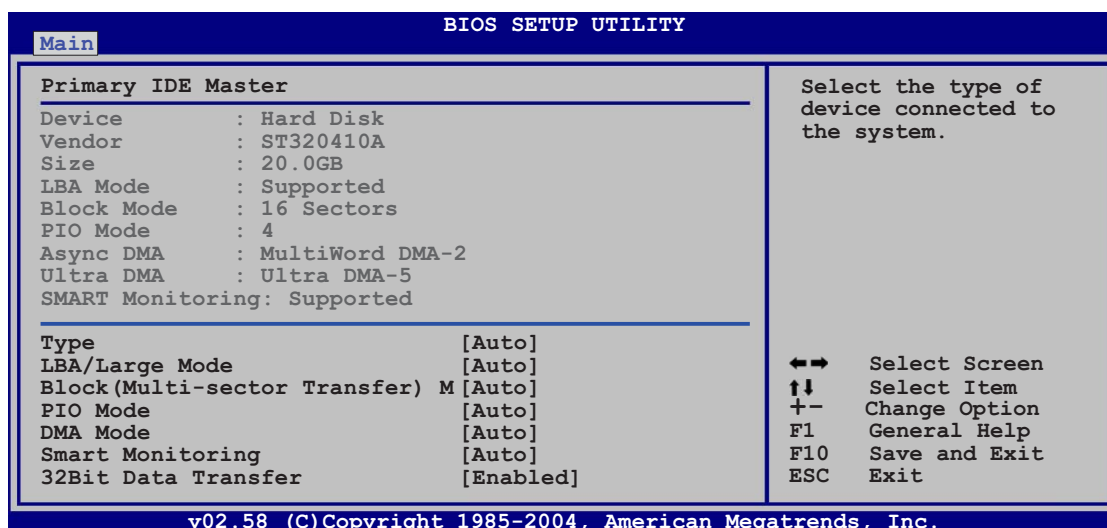 BIOS SETUP UTILITY
Main
Primary IDE Master
Device : Hard Disk
Vendor : ST320410A
Size : 20.0GB
LBA Mode : Supported
Block Mode : 16 Sectors
PIO Mode : 4
Async DMA : MultiWord DMA-2
Ultra DMA : Ultra DMA-5
SMART Monitoring: Supported
Type [Auto]
LBA/Large Mode [Auto]
Block(Multi-sector Transfer) M[Auto]
PIO Mode [Auto]
DMA Mode [Auto]
Smart Monitoring [Auto]
32Bit Data Transfer [Enabled]
Select the type of
device connected to
the system.
←→ Select Screen
↑↓ Select Item
+- Change Option
F1 General Help
F10 Save and Exit
ESC Exit
v02.58 (C)Copyright 1985-2004, American Megatrends, Inc.